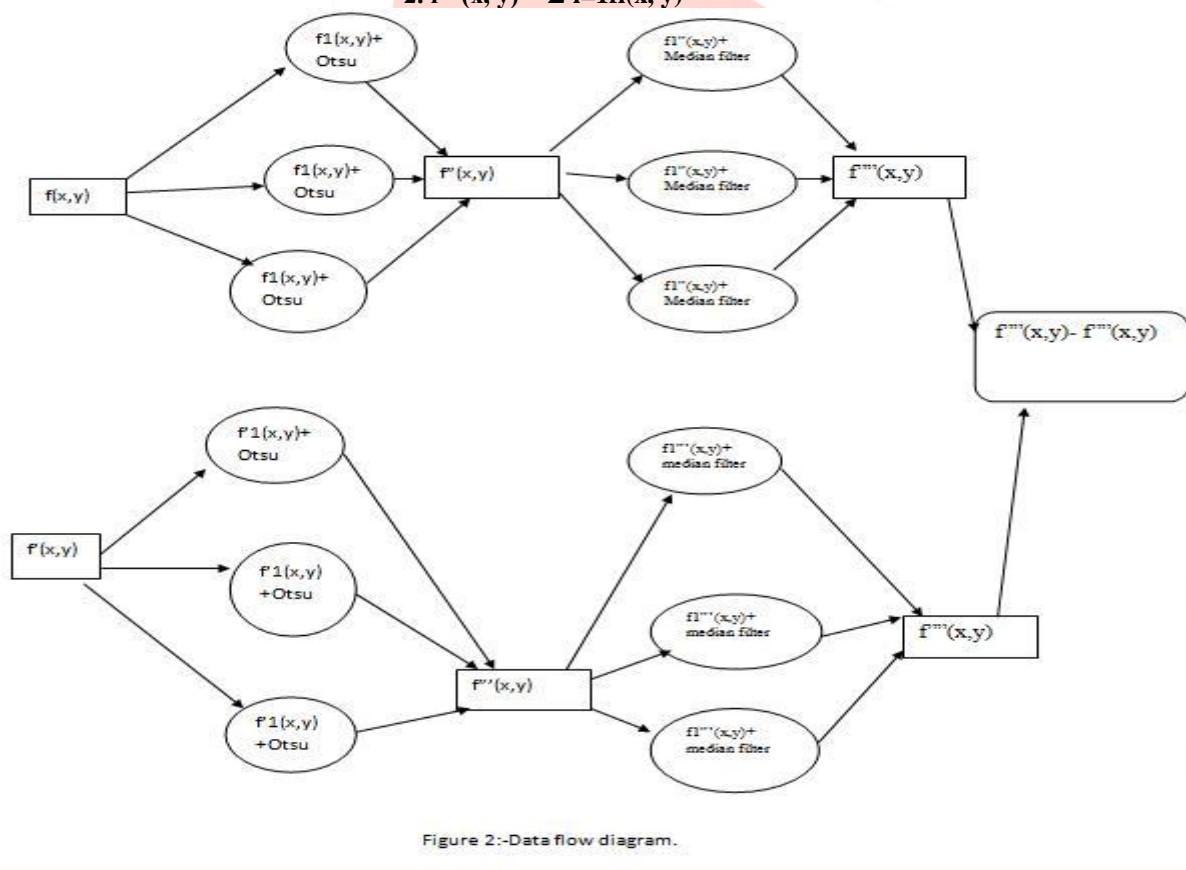 f1(x,y)+
Otsu
f1(x,y)+
Otsu
f1(x,y)+
Otsu
f(x,y)
f''(x,y)
f1''(x,y)+
Median filter
f1''(x,y)+
Median filter
f1''(x,y)+
Median filter
f''''(x,y)
f''''(x,y)- f''''(x,y)
f'1(x,y)+
Otsu
f'1(x,y)
+Otsu
f'1(x,y)
+Otsu
f'(x,y)
f'''(x,y)
f1'''(x,y)+
median filter
f1'''(x,y)+
median filter
f1'''(x,y)+
median filter
f''''(x,y)
Figure 2:-Data flow diagram.